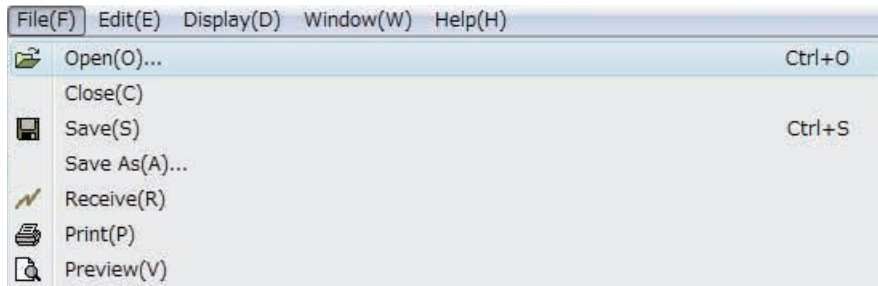 File(F) Edit(E) Display(D) Window(W) Help(H)
Open(O)... Ctrl+O
Close(C)
Save(S) Ctrl+S
Save As(A)...
Receive(R)
Print(P)
Preview(V)